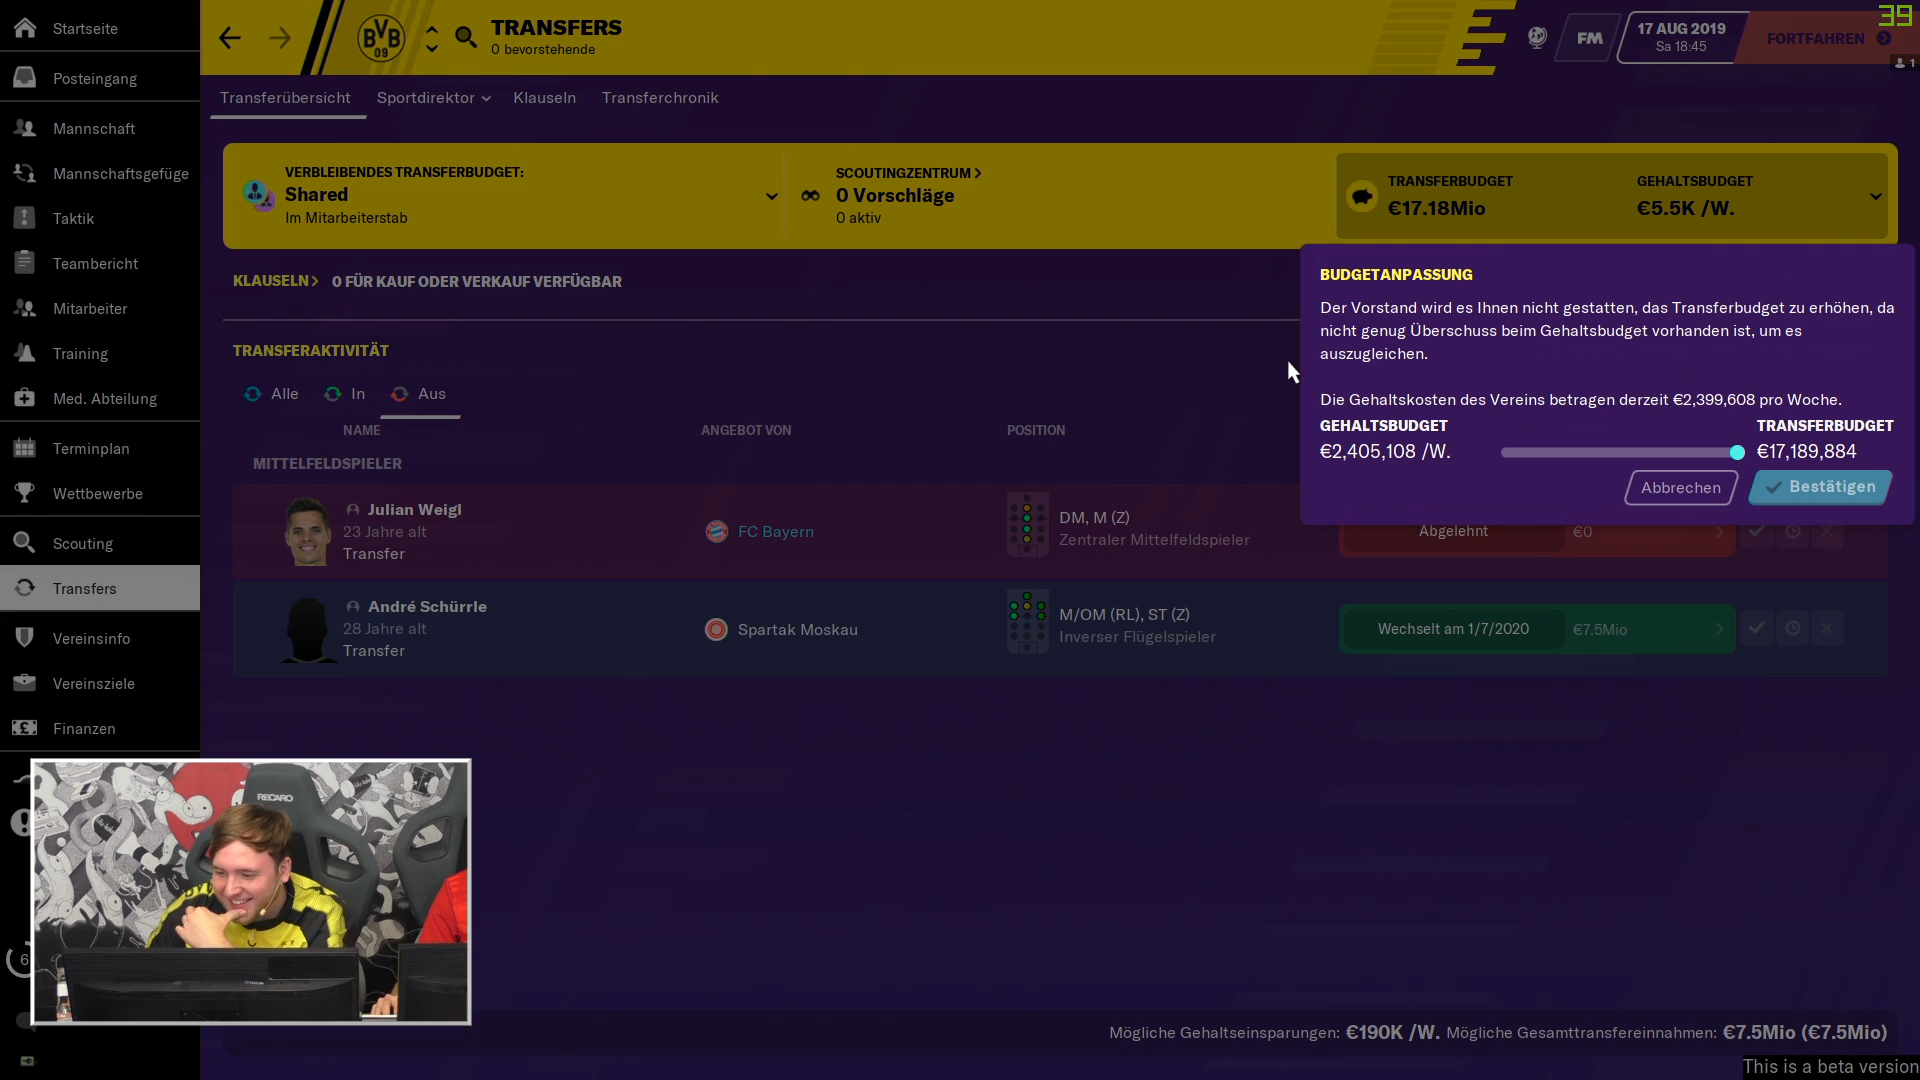 Startseite
Posteingang
Mannschaft
Mannschaftsgefüge
Taktik
Teambericht
Mitarbeiter
Training
Med. Abteilung
Terminplan
Wettbewerbe
Scouting
Transfers
Vereinsinfo
Vereinsziele
Finanzen
6
BVB
09
TRANSFERS
0 bevorstehende
FM
17 AUG 2019
Sa 18:45
FORTFAHREN
39
1
Transferübersicht Sportdirektor Klauseln Transferchronik
VERBLEIBENDES TRANSFERBUDGET:
Shared
Im Mitarbeiterstab
SCOUTINGZENTRUM >
0 Vorschläge
0 aktiv
TRANSFERBUDGET
€17.18Mio
GEHALTSBUDGET
€5.5K /W.
KLAUSELN > 0 FÜR KAUF ODER VERKAUF VERFÜGBAR
BUDGETANPASSUNG
Der Vorstand wird es Ihnen nicht gestatten, das Transferbudget zu erhöhen, da
nicht genug Überschuss beim Gehaltsbudget vorhanden ist, um es
auszugleichen.
Die Gehaltskosten des Vereins betragen derzeit €2,399,608 pro Woche.
GEHALTSBUDGET TRANSFERBUDGET
€2,405,108 /W. €17,189,884
Abbrechen Bestätigen
TRANSFERAKTIVITÄT
Alle In Aus
NAME ANGEBOT VON POSITION
MITTELFELDSPIELER
Julian Weigl
23 Jahre alt
Transfer
FC Bayern
DM, M (Z)
Zentraler Mittelfeldspieler
Abgelehnt €0
André Schürrle
28 Jahre alt
Transfer
Spartak Moskau
M/OM (RL), ST (Z)
Inverser Flügelspieler
Wechselt am 1/7/2020 €7.5Mio
RECARO
Mögliche Gehaltseinsparungen: €190K /W. Mögliche Gesamttransfereinnahmen: €7.5Mio (€7.5Mio)
This is a beta version